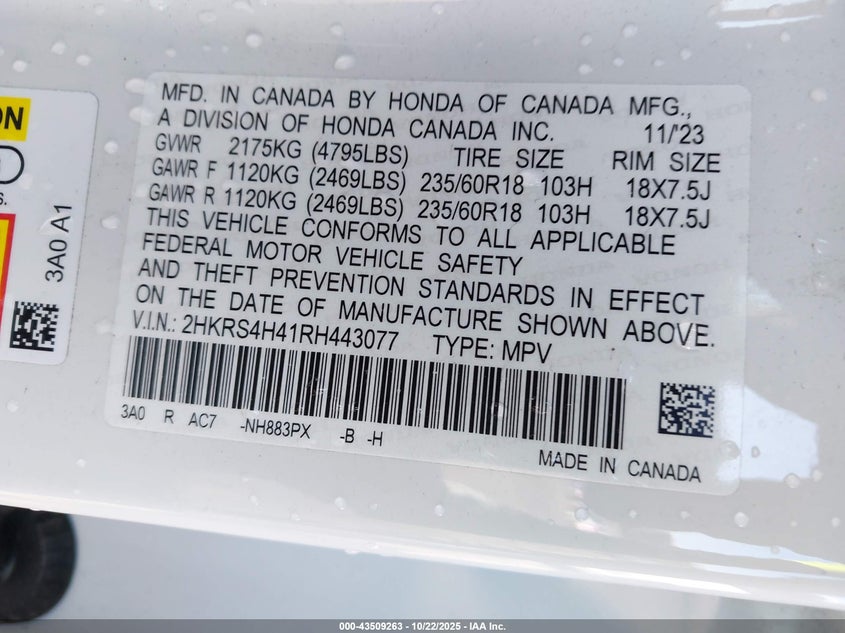 MFD. IN CANADA BY HONDA OF CANADA MFG.,
A DIVISION OF HONDA CANADA INC. 11/'23
GVWR 2175KG (4795LBS) TIRE SIZE RIM SIZE
GAWR F 1120KG (2469LBS) 235/60R18 103H 18X7.5J
GAWR R 1120KG (2469LBS) 235/60R18 103H 18X7.5J
THIS VEHICLE CONFORMS TO ALL APPLICABLE
FEDERAL MOTOR VEHICLE SAFETY
AND THEFT PREVENTION STANDARDS IN EFFECT
ON THE DATE OF MANUFACTURE SHOWN ABOVE.
V.I.N.: 2HKRS4H41RH443077 TYPE: MPV
3A0 R AC7 -NH883PX -B -H
MADE IN CANADA
ON
s.
3A0 A1
000-43509263 - 10/22/2025 - IAA Inc.